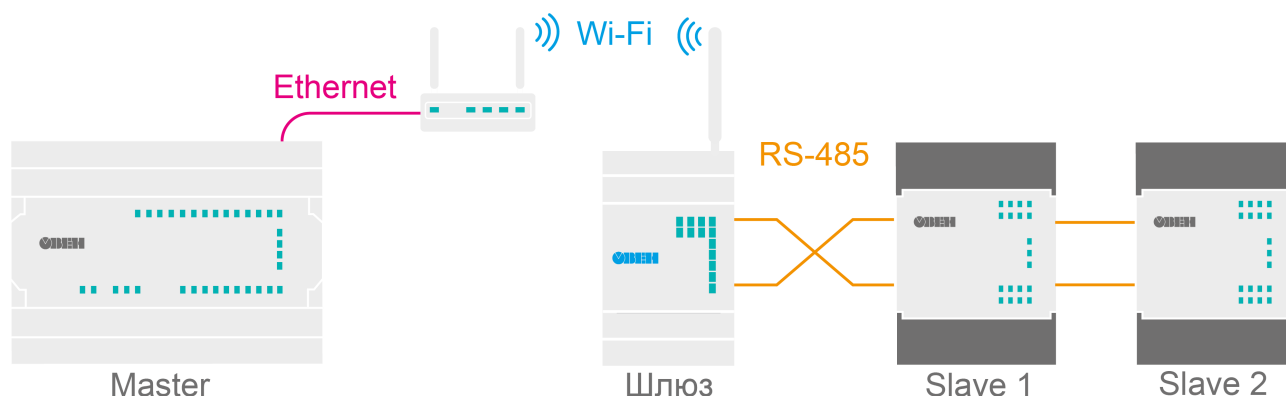 Wi-Fi
Ethernet
RS-485
ОВЕН
ОВЕН
ОВЕН
ОВЕН
Master
Шлюз
Slave 1
Slave 2